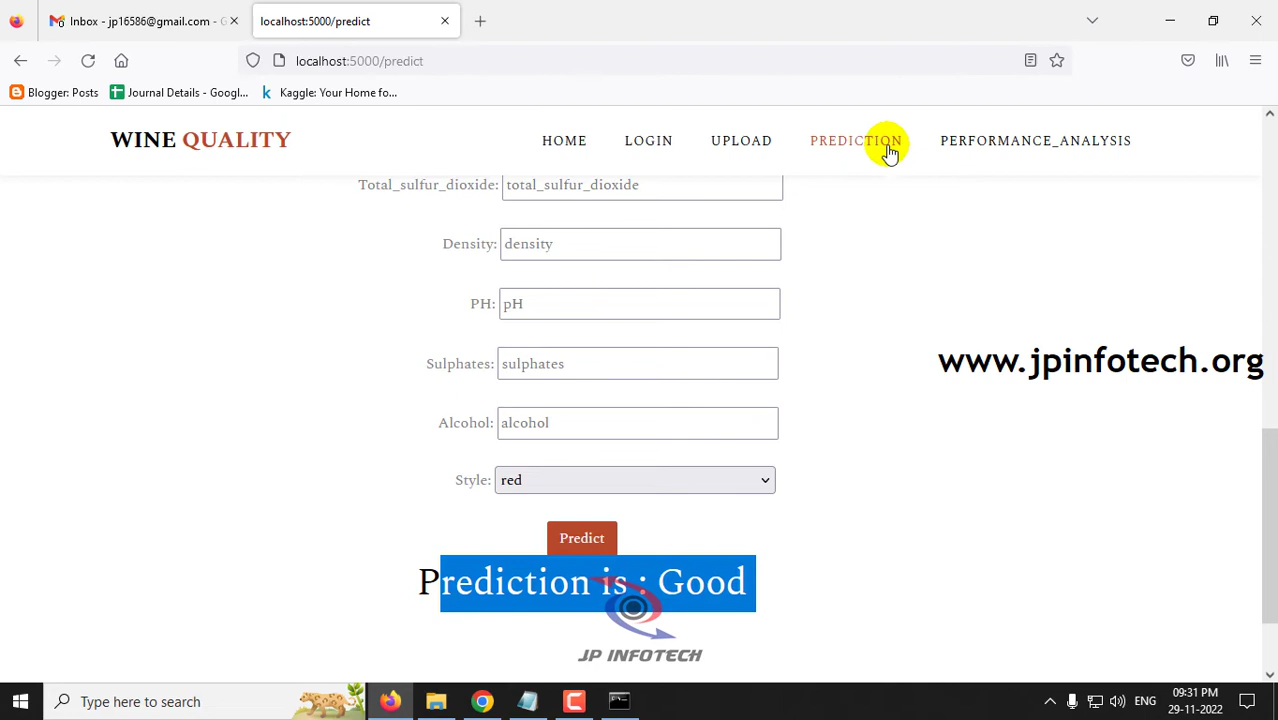 Inbox - jp16586@gmail.com - G
localhost:5000/predict
localhost:5000/predict
Blogger: Posts
Journal Details - Googl...
Kaggle: Your Home fo...
WINE QUALITY
HOME
LOGIN
UPLOAD
PREDICTION
PERFORMANCE_ANALYSIS
Total_sulfur_dioxide: total_sulfur_dioxide
Density: density
PH: pH
www.jpinfotech.org
Sulphates: sulphates
Alcohol: alcohol
Style: red
Predict
Prediction is : Good
JP INFOTECH
Type here to search
ENG
09:31 PM
29-11-2022